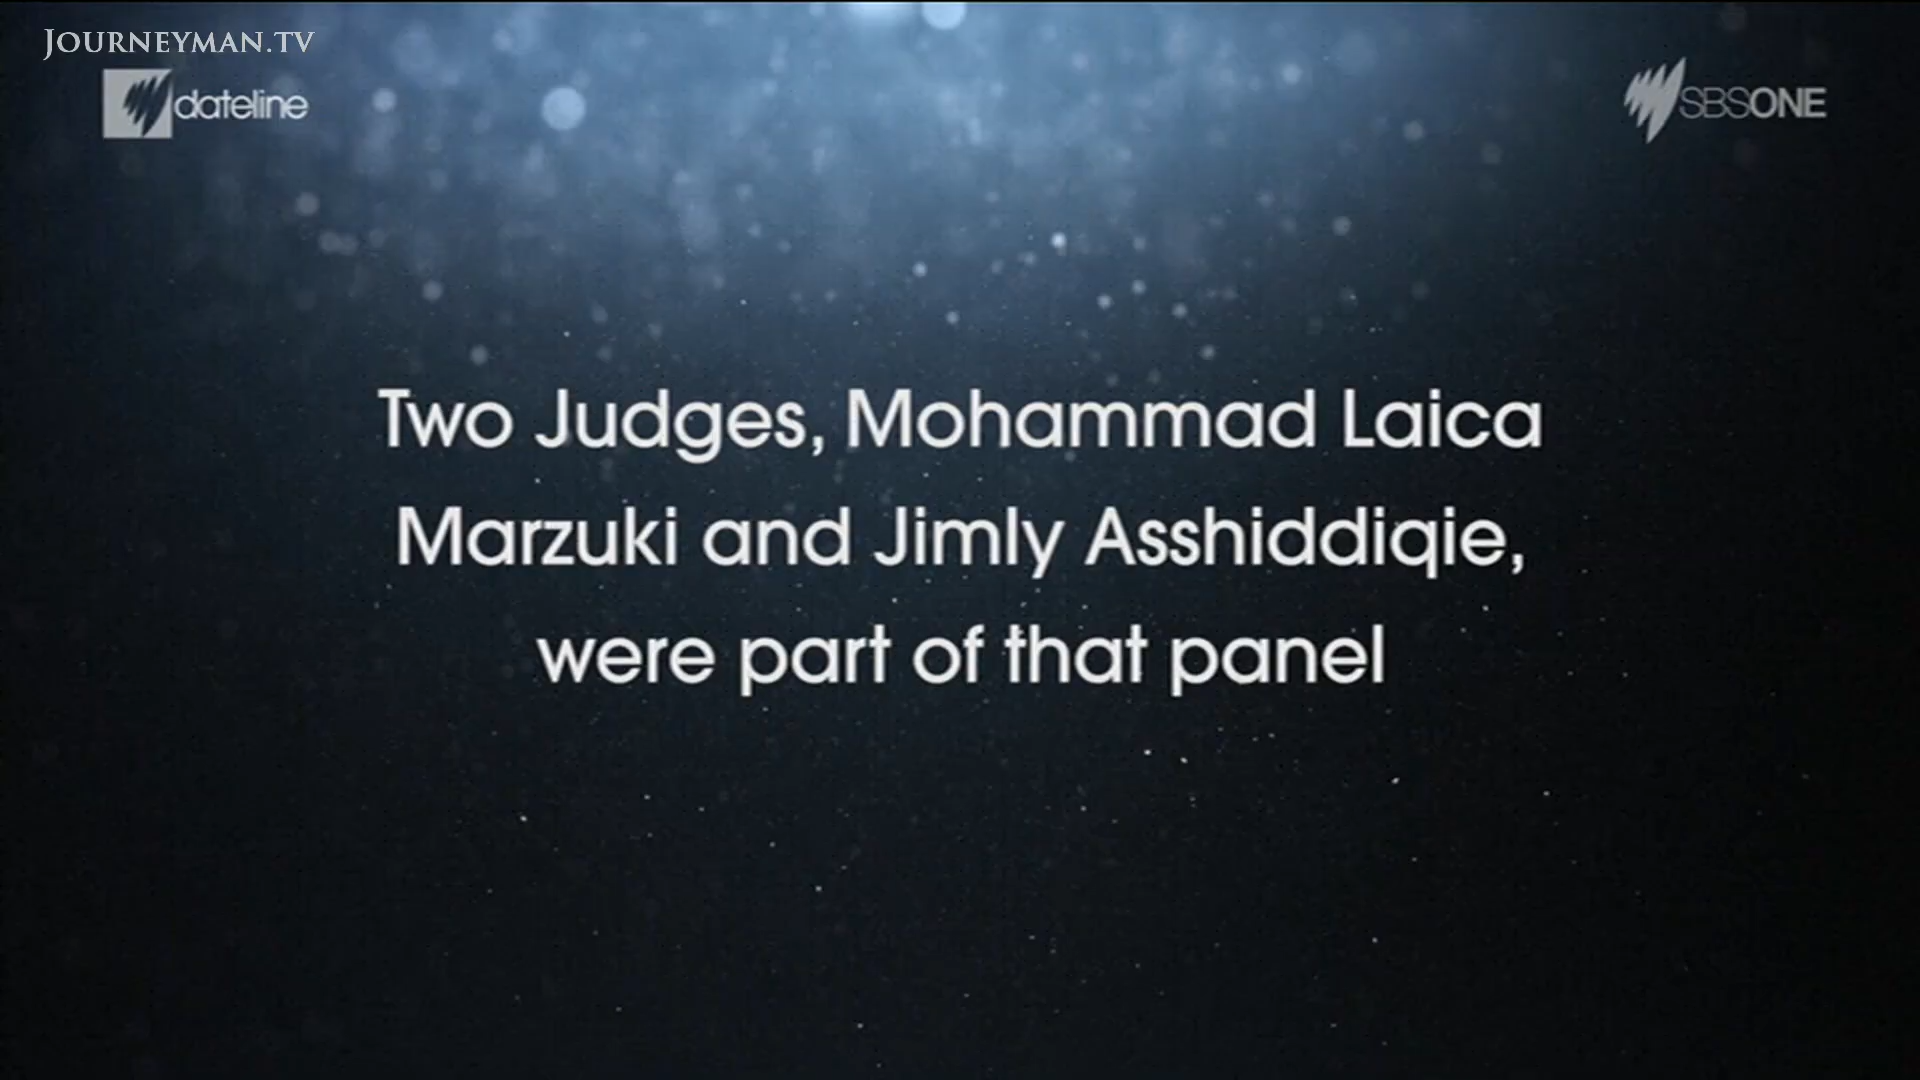 JOURNEYMAN.TV
dateline
SBSONE
Two Judges, Mohammad Laica
Marzuki and Jimly Asshiddiqie,
were part of that panel